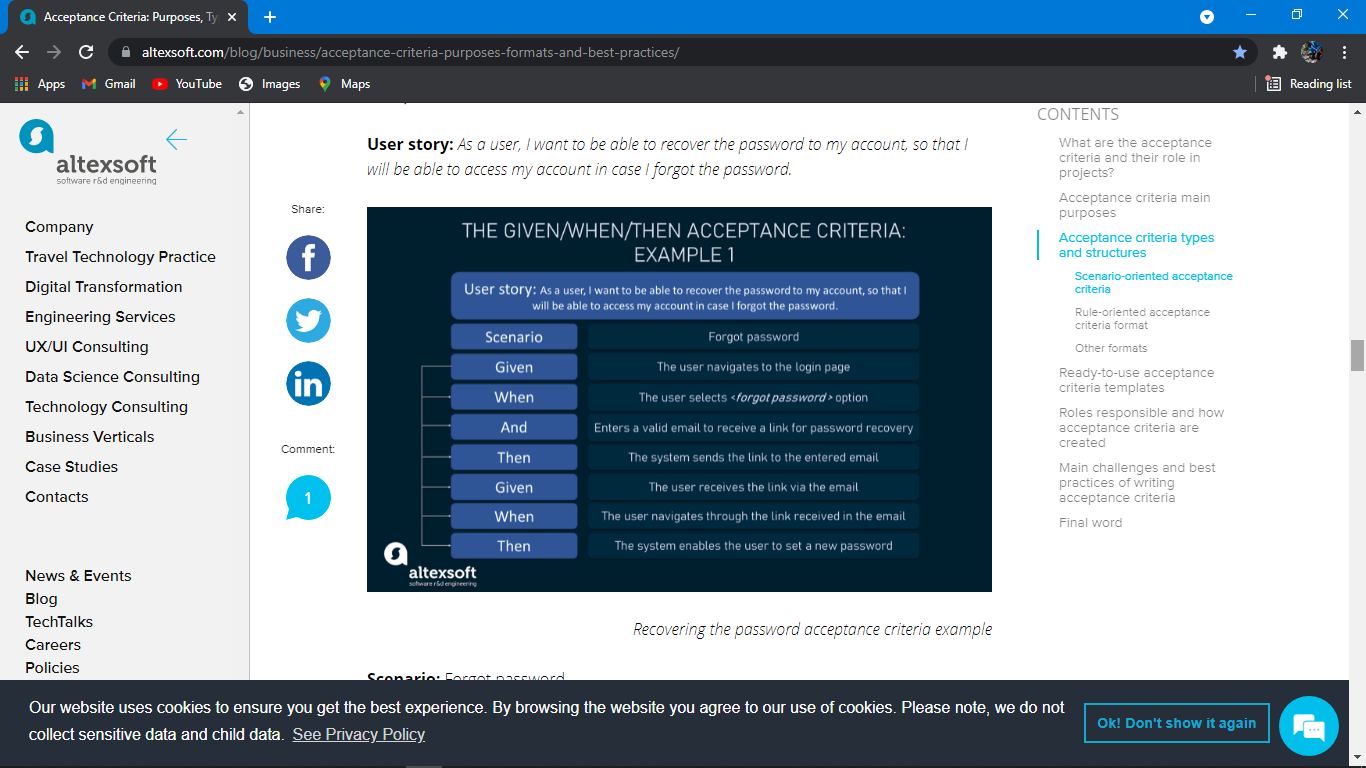 Acceptance Criteria: Purposes, Ty
altexsoft.com/blog/business/acceptance-criteria-purposes-formats-and-best-practices/
Apps
Gmail
YouTube
Images
Maps
Reading list
altexsoft
software r&d engineering
Company
Travel Technology Practice
Digital Transformation
Engineering Services
UX/UI Consulting
Data Science Consulting
Technology Consulting
Business Verticals
Case Studies
Contacts
News & Events
Blog
TechTalks
Careers
Policies
Share:
Comment:
1
User story: As a user, I want to be able to recover the password to my account, so that I
will be able to access my account in case I forgot the password.
THE GIVEN/WHEN/THEN ACCEPTANCE CRITERIA:
EXAMPLE 1
User story: As a user, I want to be able to recover the password to my account, so that I
will be able to access my account in case I forgot the password.
Scenario Forgot password
Given The user navigates to the login page
When The user selects <forgot password> option
And Enters a valid email to receive a link for password recovery
Then The system sends the link to the entered email
Given The user receives the link via the email
When The user navigates through the link received in the email
Then The system enables the user to set a new password
altexsoft
software r&d engineering
Recovering the password acceptance criteria example
Scenario: Forgot password
CONTENTS
What are the acceptance
criteria and their role in
projects?
Acceptance criteria main
purposes
Acceptance criteria types
and structures
Scenario-oriented acceptance
criteria
Rule-oriented acceptance
criteria format
Other formats
Ready-to-use acceptance
criteria templates
Roles responsible and how
acceptance criteria are
created
Main challenges and best
practices of writing
acceptance criteria
Final word
Our website uses cookies to ensure you get the best experience. By browsing the website you agree to our use of cookies. Please note, we do not
collect sensitive data and child data. See Privacy Policy
Ok! Don't show it again